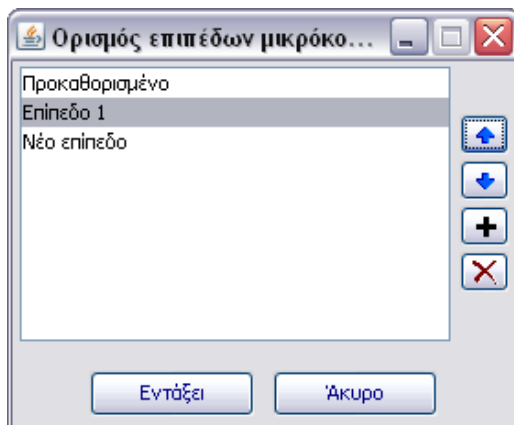 Ορισμός επιπέδων μικρόκο...
Προκαθορισμένο
Επίπεδο 1
Νέο επίπεδο
Εντάξει
Άκυρο